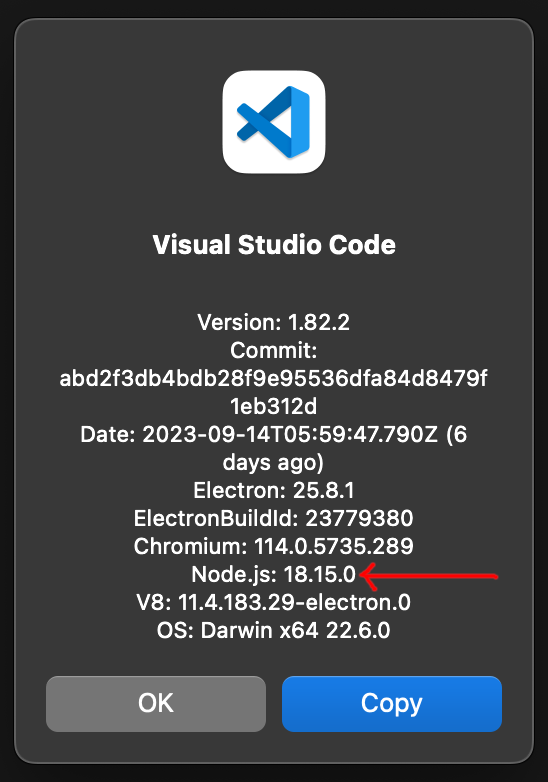 Visual Studio Code
Version: 1.82.2
Commit:
abd2f3db4bdb28f9e95536dfa84d8479f
1eb312d
Date: 2023-09-14T05:59:47.790Z (6
days ago)
Electron: 25.8.1
ElectronBuildId: 23779380
Chromium: 114.0.5735.289
Node.js: 18.15.0
V8: 11.4.183.29-electron.0
OS: Darwin x64 22.6.0
OK
Copy